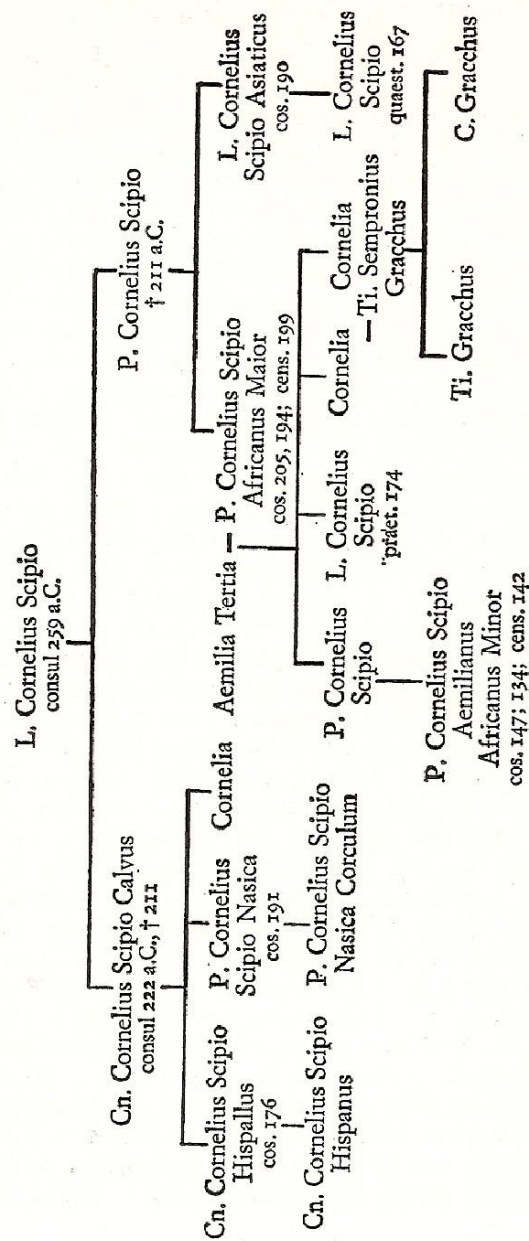 L. Cornelius Scipio
consul 259 a.C.
Cn. Cornelius Scipio Calvus
consul 222 a.C., † 211
P. Cornelius Scipio
† 211 a.C.
Cn. Cornelius Scipio
Hispallus
cos. 176
P. Cornelius
Scipio Nasica
cos. 191
Cornelia
Aemilia Tertia — P. Cornelius Scipio
Africanus Maior
cos. 205, 194; cens. 199
L. Cornelius
Scipio Asiaticus
cos. 190
Cn. Cornelius Scipio
Hispanus
P. Cornelius Scipio
Nasica Corculum
P. Cornelius
Scipio
L. Cornelius
Scipio
praet. 174
Cornelia
Cornelia
—Ti. Sempronius
Gracchus
L. Cornelius
Scipio
quaest. 167
P. Cornelius Scipio
Aemilianus
Africanus Minor
cos. 147; 134; cens. 142
Ti. Gracchus
C. Gracchus